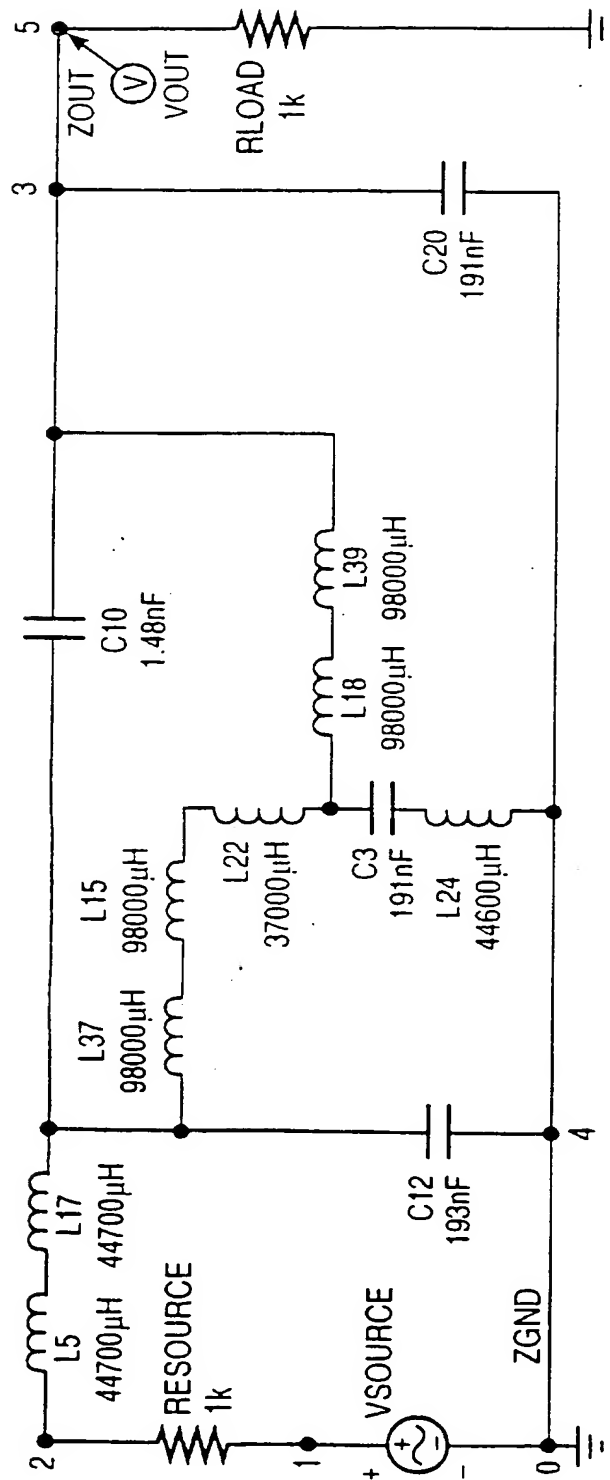 2
L5
44700µH
L17
44700µH
RESOURCE
1k
1
VSOURCE
+
−
+
−
0
ZGND
L37
98000µH
L15
98000µH
L22
37000µH
C12
193nF
4
C3
191nF
L24
44600µH
C10
1.48nF
L18
98000µH
L39
98000µH
3
C20
191nF
5
ZOUT
V
VOUT
RLOAD
1k